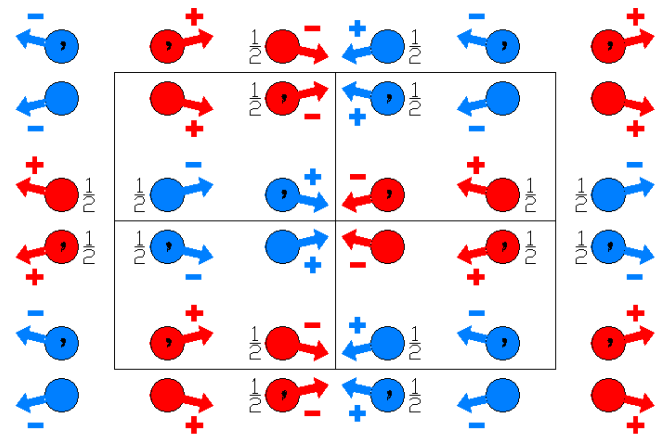 − + − + − +
, , 1/2 1/2 , ,
1/2 , , 1/2
− + − + − +
+ − + − + −
1/2 1/2 , , 1/2 1/2
, 1/2 1/2 , , 1/2 1/2 ,
+ − + − + −
− + − + − +
, , 1/2 1/2 , ,
1/2 , , 1/2
− + − + − +